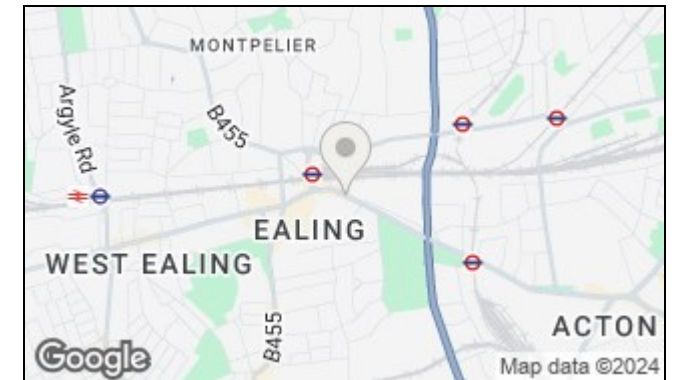 MONTPELIER
Argyle Rd
B455
EALING
WEST EALING
B455
ACTON
Google
Map data ©2024